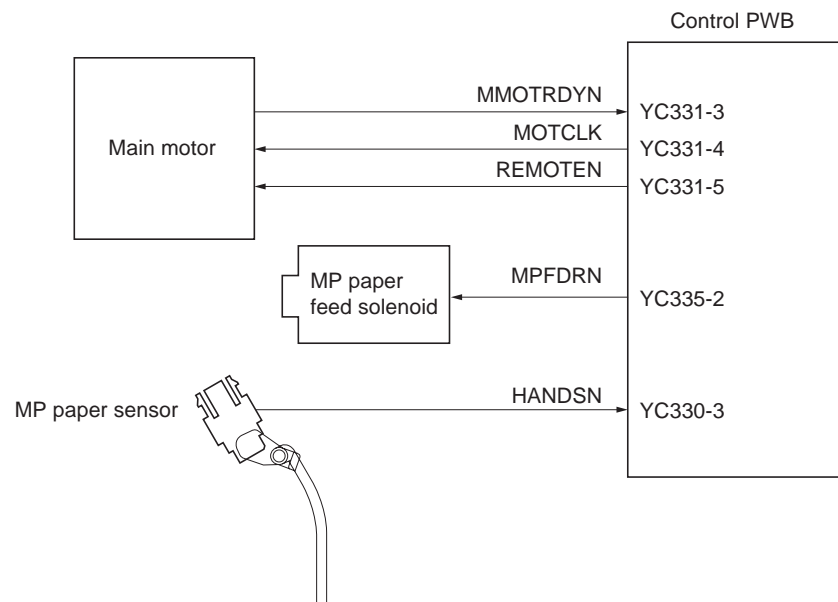 Control PWB
MMOTRDYN
YC331-3
Main motor
MOTCLK
YC331-4
REMOTEN
YC331-5
MP paper
feed solenoid
MPFDRN
YC335-2
MP paper sensor
HANDSN
YC330-3